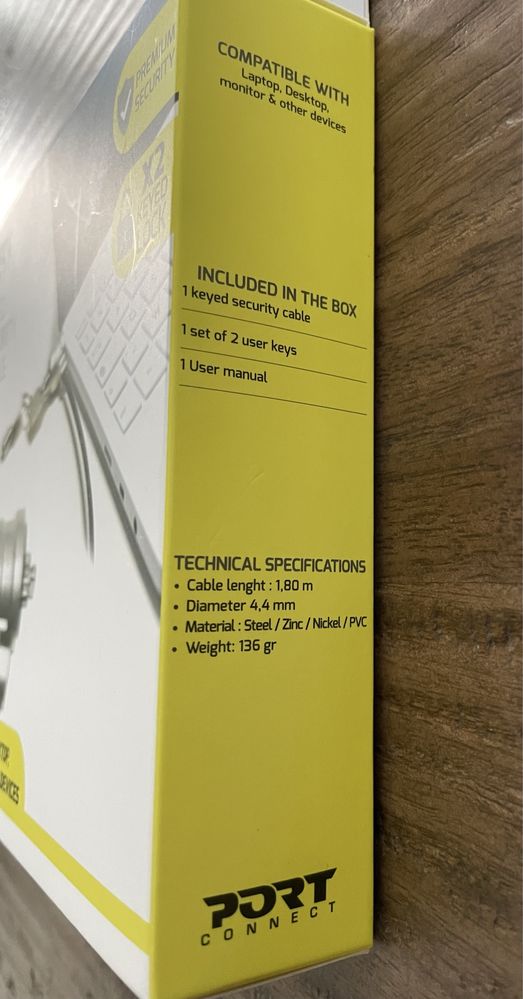 PREMIUM
SECURITY
X2
KEYED
LOCK
COMPATIBLE WITH
Laptop, Desktop,
monitor & other devices
INCLUDED IN THE BOX
1 keyed security cable
1 set of 2 user keys
1 User manual
TECHNICAL SPECIFICATIONS
• Cable lenght : 1,80 m
• Diameter 4,4 mm
• Material : Steel / Zinc / Nickel / PVC
• Weight: 136 gr
DEVICES
PORT
CONNECT